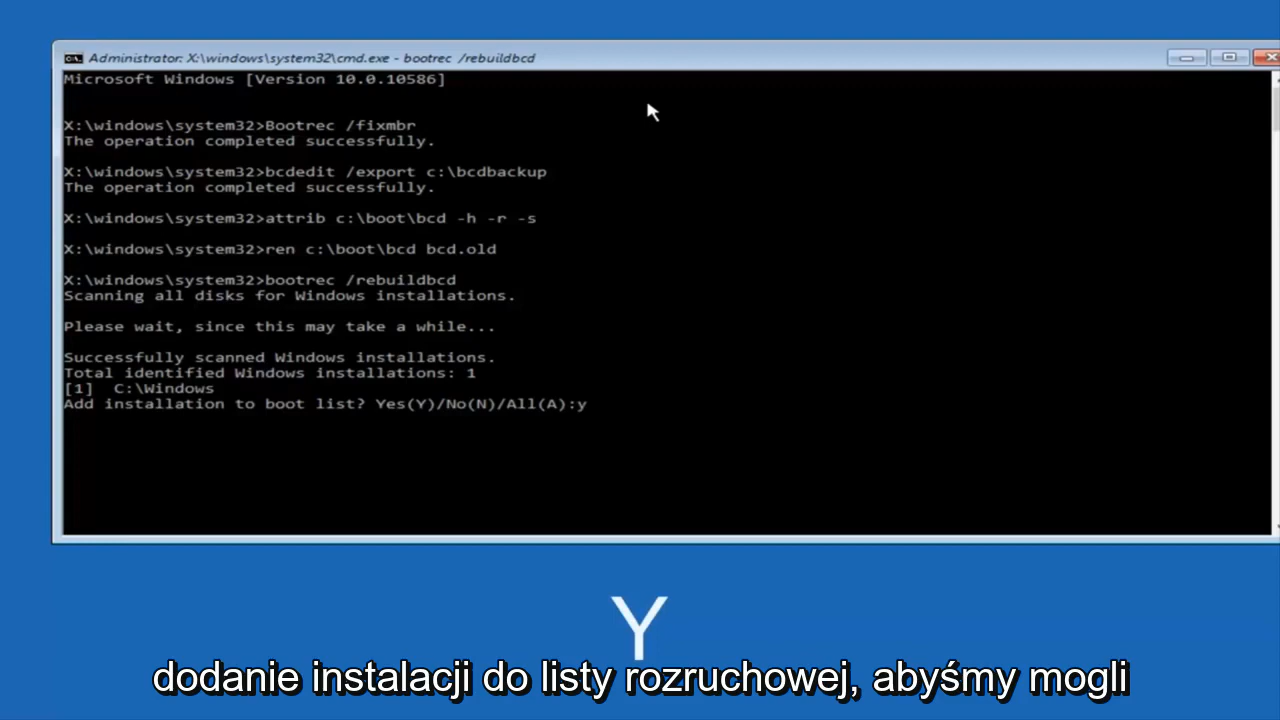 Administrator: X:\windows\system32\cmd.exe - bootrec /rebuildbcd
Microsoft Windows [Version 10.0.10586]
X:\windows\system32>Bootrec /fixmbr
The operation completed successfully.
X:\windows\system32>bcdedit /export c:\bcdbackup
The operation completed successfully.
X:\windows\system32>attrib c:\boot\bcd -h -r -s
X:\windows\system32>ren c:\boot\bcd bcd.old
X:\windows\system32>bootrec /rebuildbcd
Scanning all disks for Windows installations.
Please wait, since this may take a while...
Successfully scanned Windows installations.
Total identified Windows installations: 1
[1]  C:\Windows
Add installation to boot list? Yes(Y)/No(N)/All(A):y
Y
dodanie instalacji do listy rozruchowej, abyśmy mogli